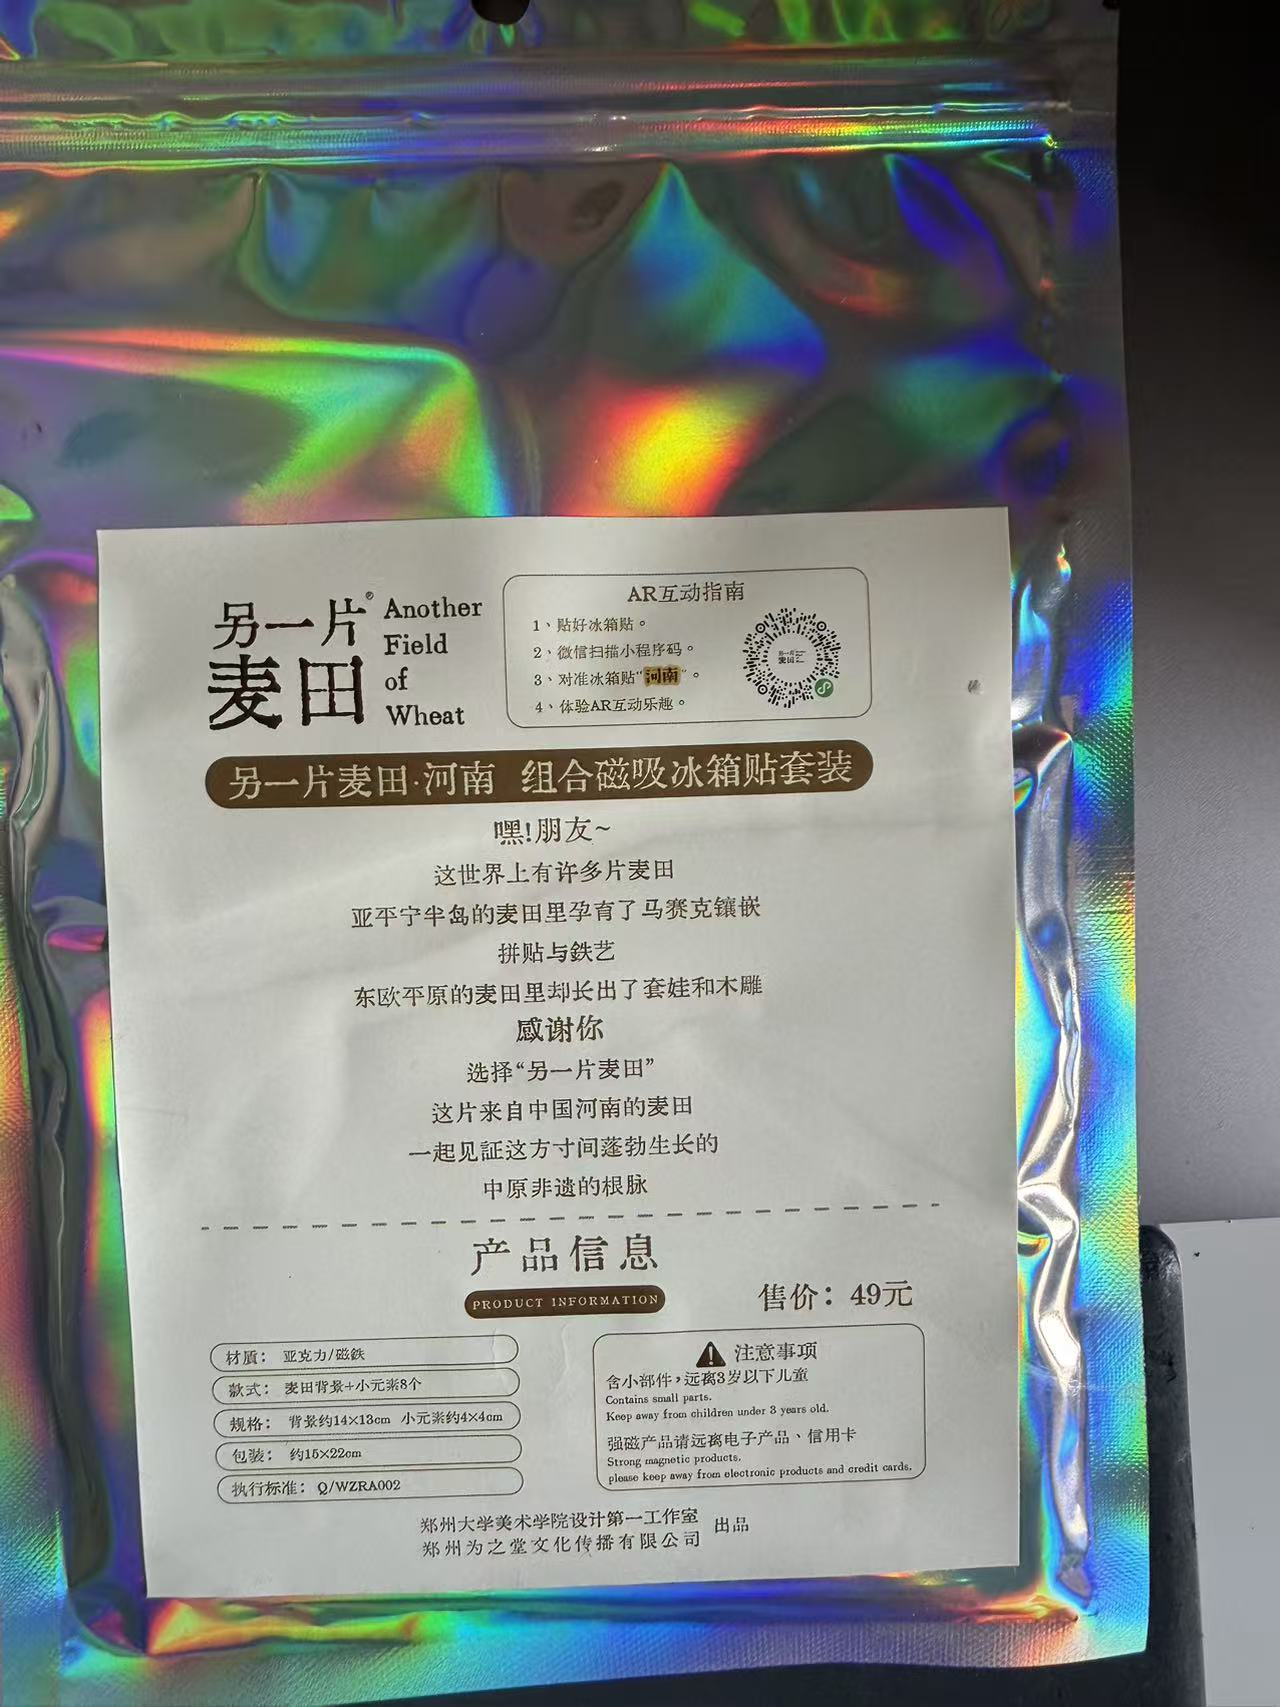 另一片®
麦田
Another
Field
of
Wheat
AR互动指南
1、贴好冰箱贴。
2、微信扫描小程序码。
3、对准冰箱贴“河南”。
4、体验AR互动乐趣。
另一片麦田·河南 组合磁吸冰箱贴套装
嘿!朋友~
这世界上有许多片麦田
亚平宁半岛的麦田里孕育了马赛克镶嵌
拼贴与鉄艺
东欧平原的麦田里却长出了套娃和木雕
感谢你
选择“另一片麦田”
这片来自中国河南的麦田
一起见証这方寸间蓬勃生长的
中原非遗的根脉
产品信息
PRODUCT INFORMATION
售价：49元
材質：亚克力/磁鉄
款式：麦田背景+小元素8个
规格：背景约14×13cm 小元素约4×4cm
包装：约15×22cm
执行标准：Q/WZRA002
注意事项
含小部件，远离3岁以下儿童
Contains small parts.
Keep away from children under 3 years old.
强磁产品请远离电子产品、信用卡
Strong magnetic products,
please keep away from electronic products and credit cards.
郑州大学美术学院设计第一工作室
郑州为之堂文化传播有限公司
出品